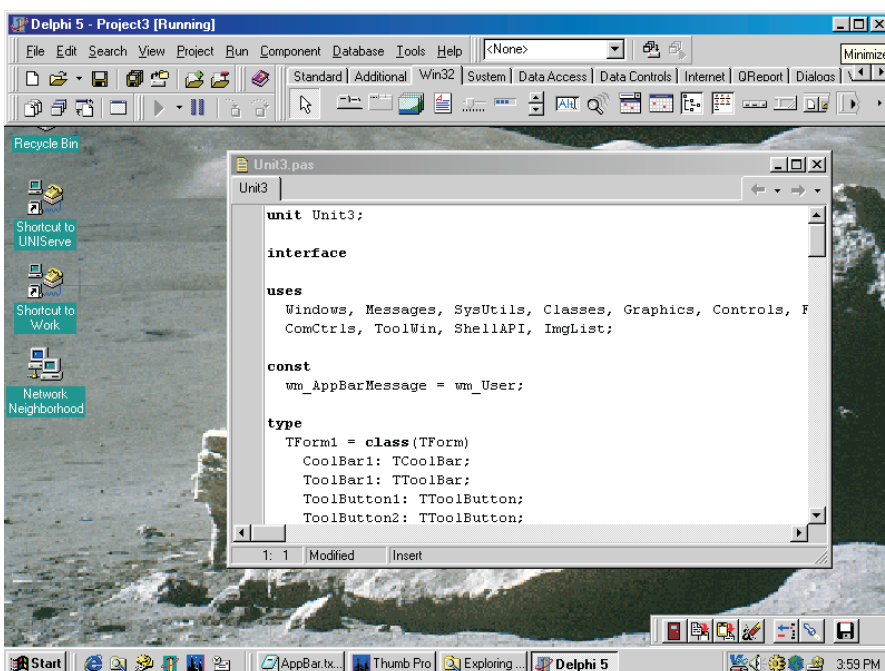 Delphi 5 - Project3 [Running]
File Edit Search View Project Run Component Database Tools Help <None>
Minimize
Standard Additional Win32 System Data Access Data Controls Internet QReport Dialogs
Recycle Bin
Shortcut to
UNIServe
Shortcut to
Work
Network
Neighborhood
Unit3.pas
Unit3
unit Unit3;
interface
uses
Windows, Messages, SysUtils, Classes, Graphics, Controls, F
ComCtrls, ToolWin, ShellAPI, ImgList;
const
wm_AppBarMessage = wm_User;
type
TForm1 = class(TForm)
CoolBar1: TCoolBar;
ToolBar1: TToolBar;
ToolButton1: TToolButton;
ToolButton2: TToolButton;
1: 1 Modified Insert
Start AppBar.tx... Thumb Pro Exploring ... Delphi 5 3:59 PM